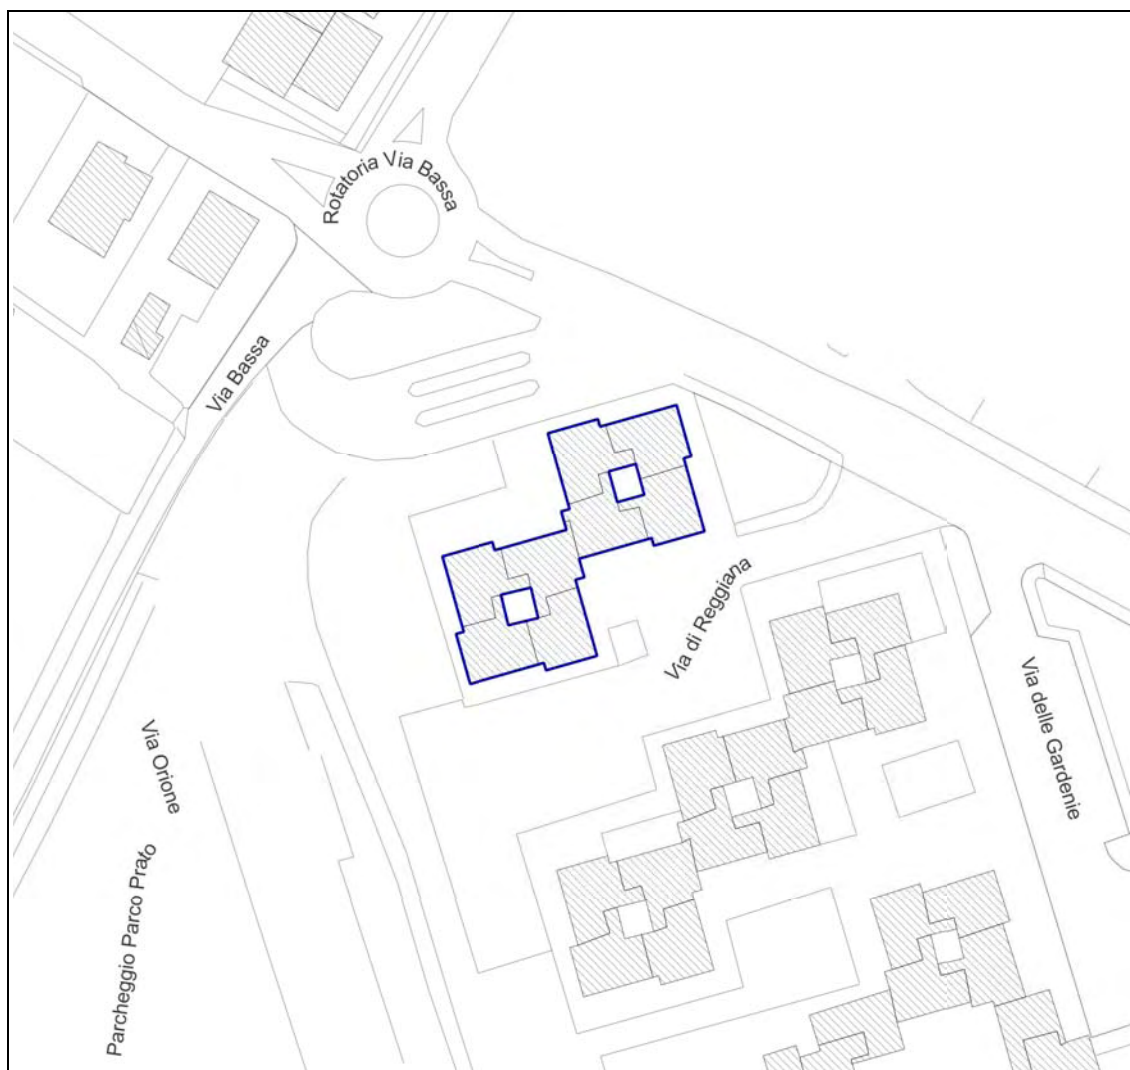 Rotatoria Via Bassa
Via Bassa
Via di Reggiana
Via delle Gardenie
Via Orione
Parcheggio Parco Prato